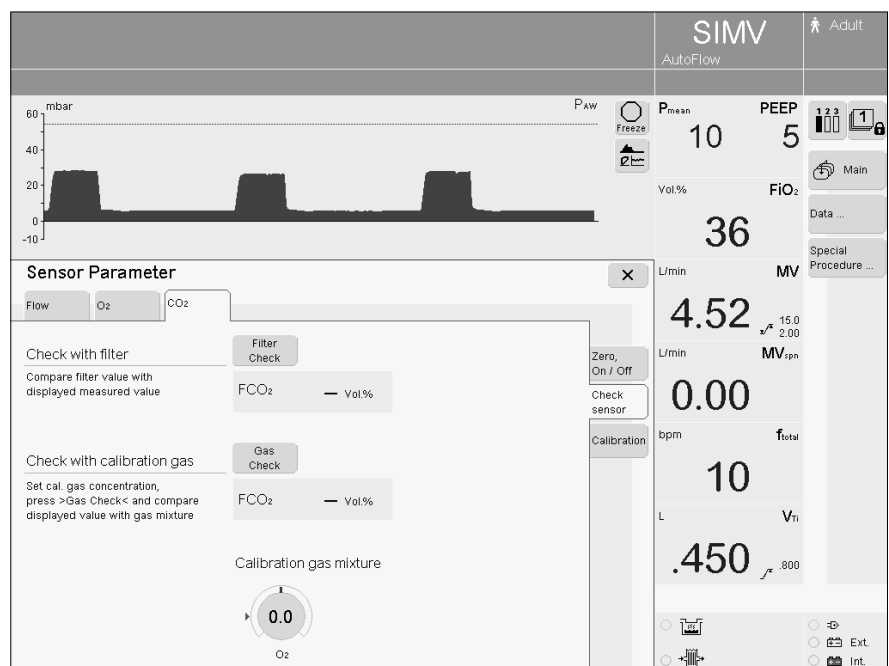 SIMV
AutoFlow
Adult
mbar
PAW
60
40
20
0
-10
Freeze
Pmean PEEP
10 5
1 2 3
1
Main
Vol.% FiO2
36
Data ...
Special
Procedure ...
Sensor Parameter
Flow O2 CO2
L/min MV
4.52 15.0
2.00
Check with filter
Filter
Check
Compare filter value with
displayed measured value
FCO2 – Vol.%
Zero,
On / Off
Check
sensor
Calibration
L/min MVspn
0.00
Check with calibration gas
Gas
Check
Set cal. gas concentration,
press >Gas Check< and compare
displayed value with gas mixture
FCO2 – Vol.%
bpm ftotal
10
L VTi
.450 .800
Calibration gas mixture
0.0
O2
Ext.
Int.